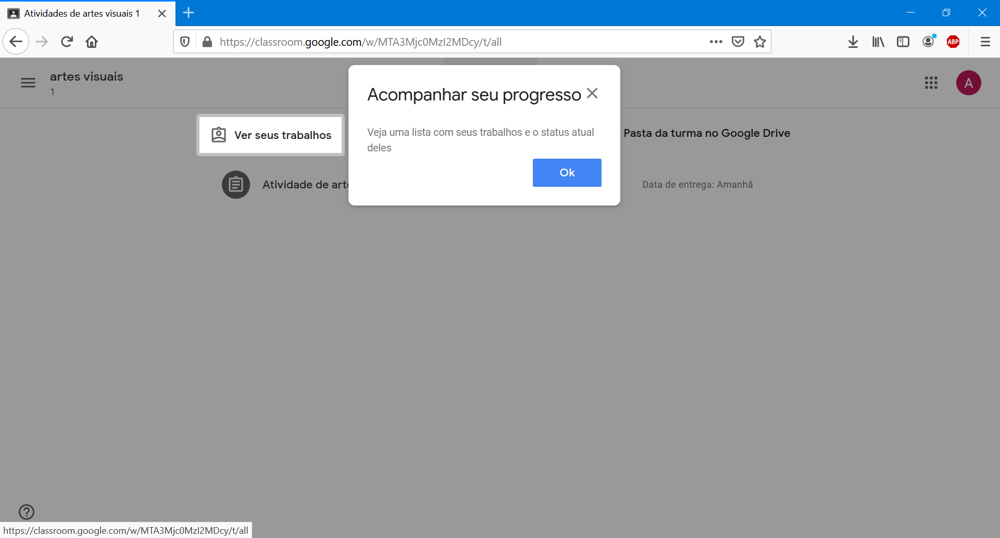 Atividades de artes visuais 1
https://classroom.google.com/w/MTA3Mjc0MzI2MDcy/t/all
ABP
artes visuais
1
A
Acompanhar seu progresso
Ver seus trabalhos
Veja uma lista com seus trabalhos e o status atual
deles
Pasta da turma no Google Drive
Ok
Atividade de arte
Data de entrega: Amanhã
https://classroom.google.com/w/MTA3Mjc0MzI2MDcy/t/all